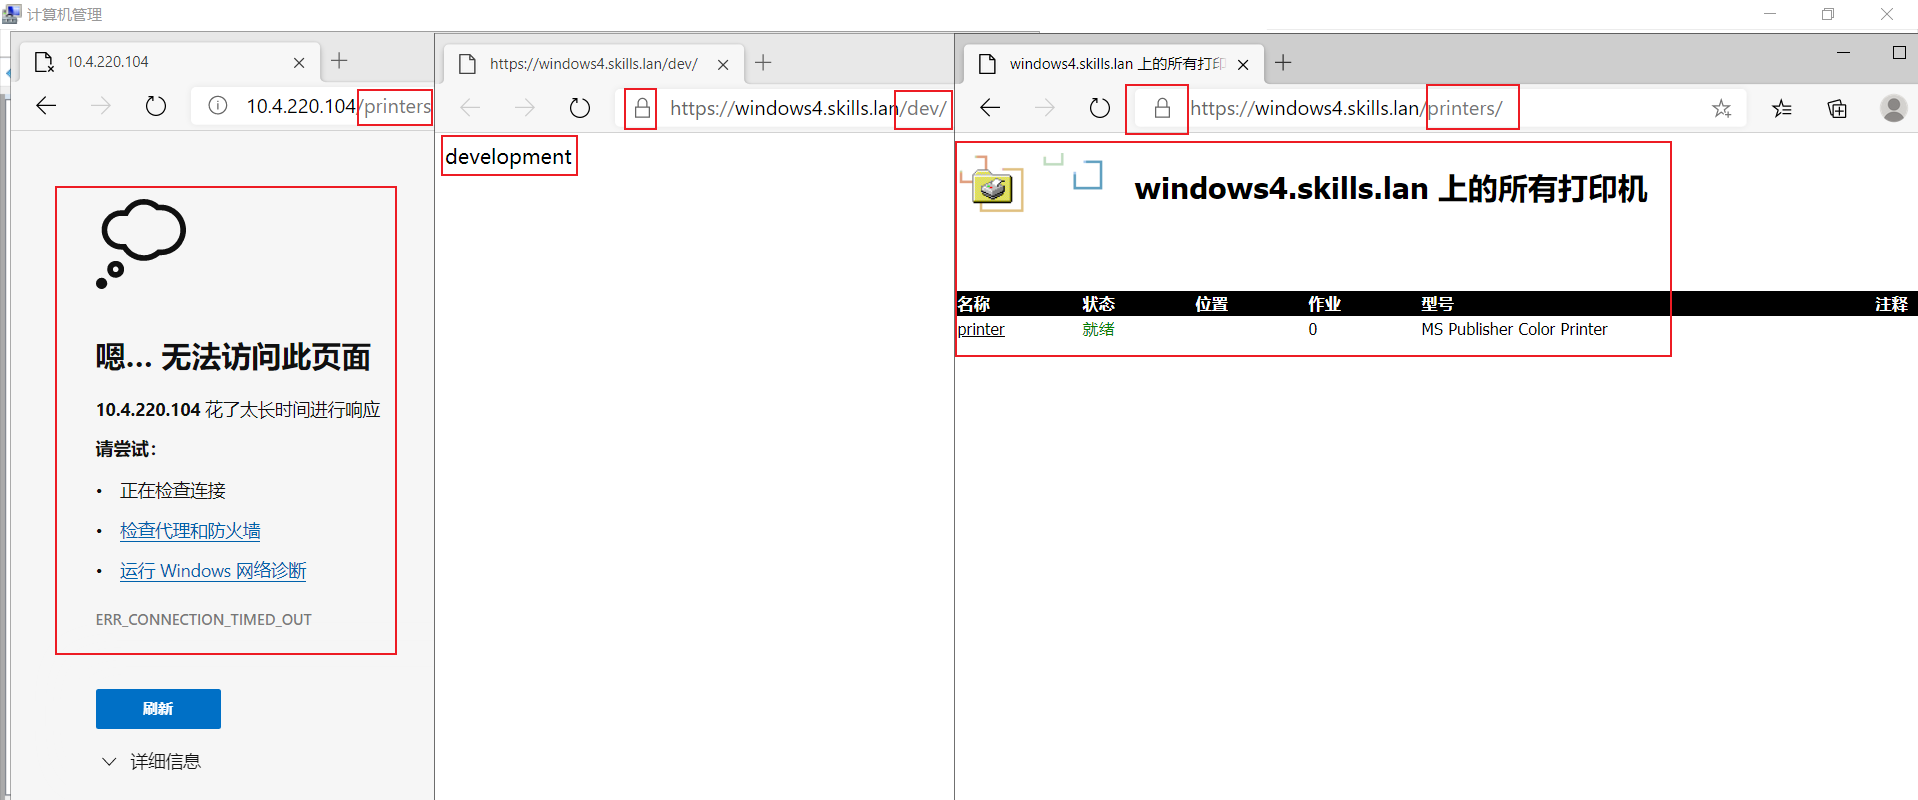 计算机管理
10.4.220.104
10.4.220.104/printers
嗯... 无法访问此页面
10.4.220.104 花了太长时间进行响应
请尝试：
• 正在检查连接
• 检查代理和防火墙
• 运行 Windows 网络诊断
ERR_CONNECTION_TIMED_OUT
刷新
详细信息
https://windows4.skills.lan/dev/
https://windows4.skills.lan/dev/
development
windows4.skills.lan 上的所有打印
https://windows4.skills.lan/printers/
windows4.skills.lan 上的所有打印机
名称 状态 位置 作业 型号 注释
printer 就绪 0 MS Publisher Color Printer